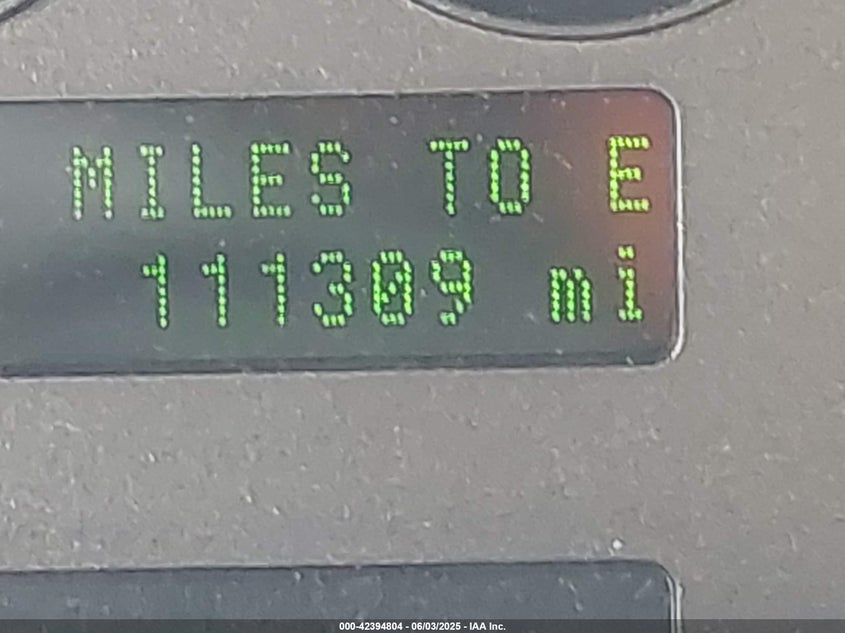 MILES TO E
111309 mi
000-42394804 - 06/03/2025 - IAA Inc.